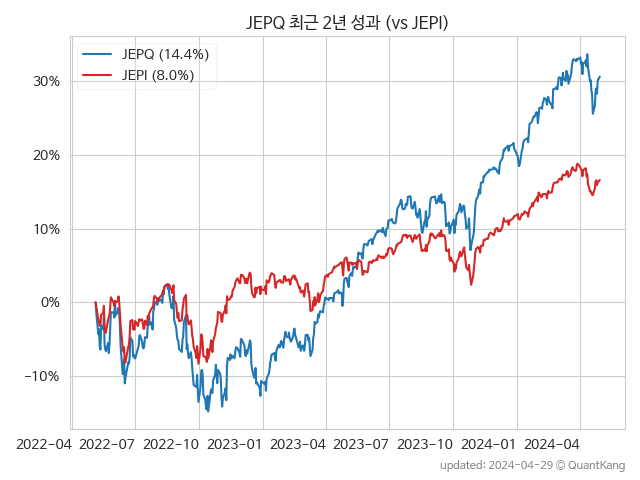 JEPQ 최근 2년 성과 (vs JEPI)
JEPQ (14.4%)
JEPI (8.0%)
30%
20%
10%
0%
−10%
2022−04 2022−07 2022−10 2023−01 2023−04 2023−07 2023−10 2024−01 2024−04
updated: 2024-04-29 © QuantKang